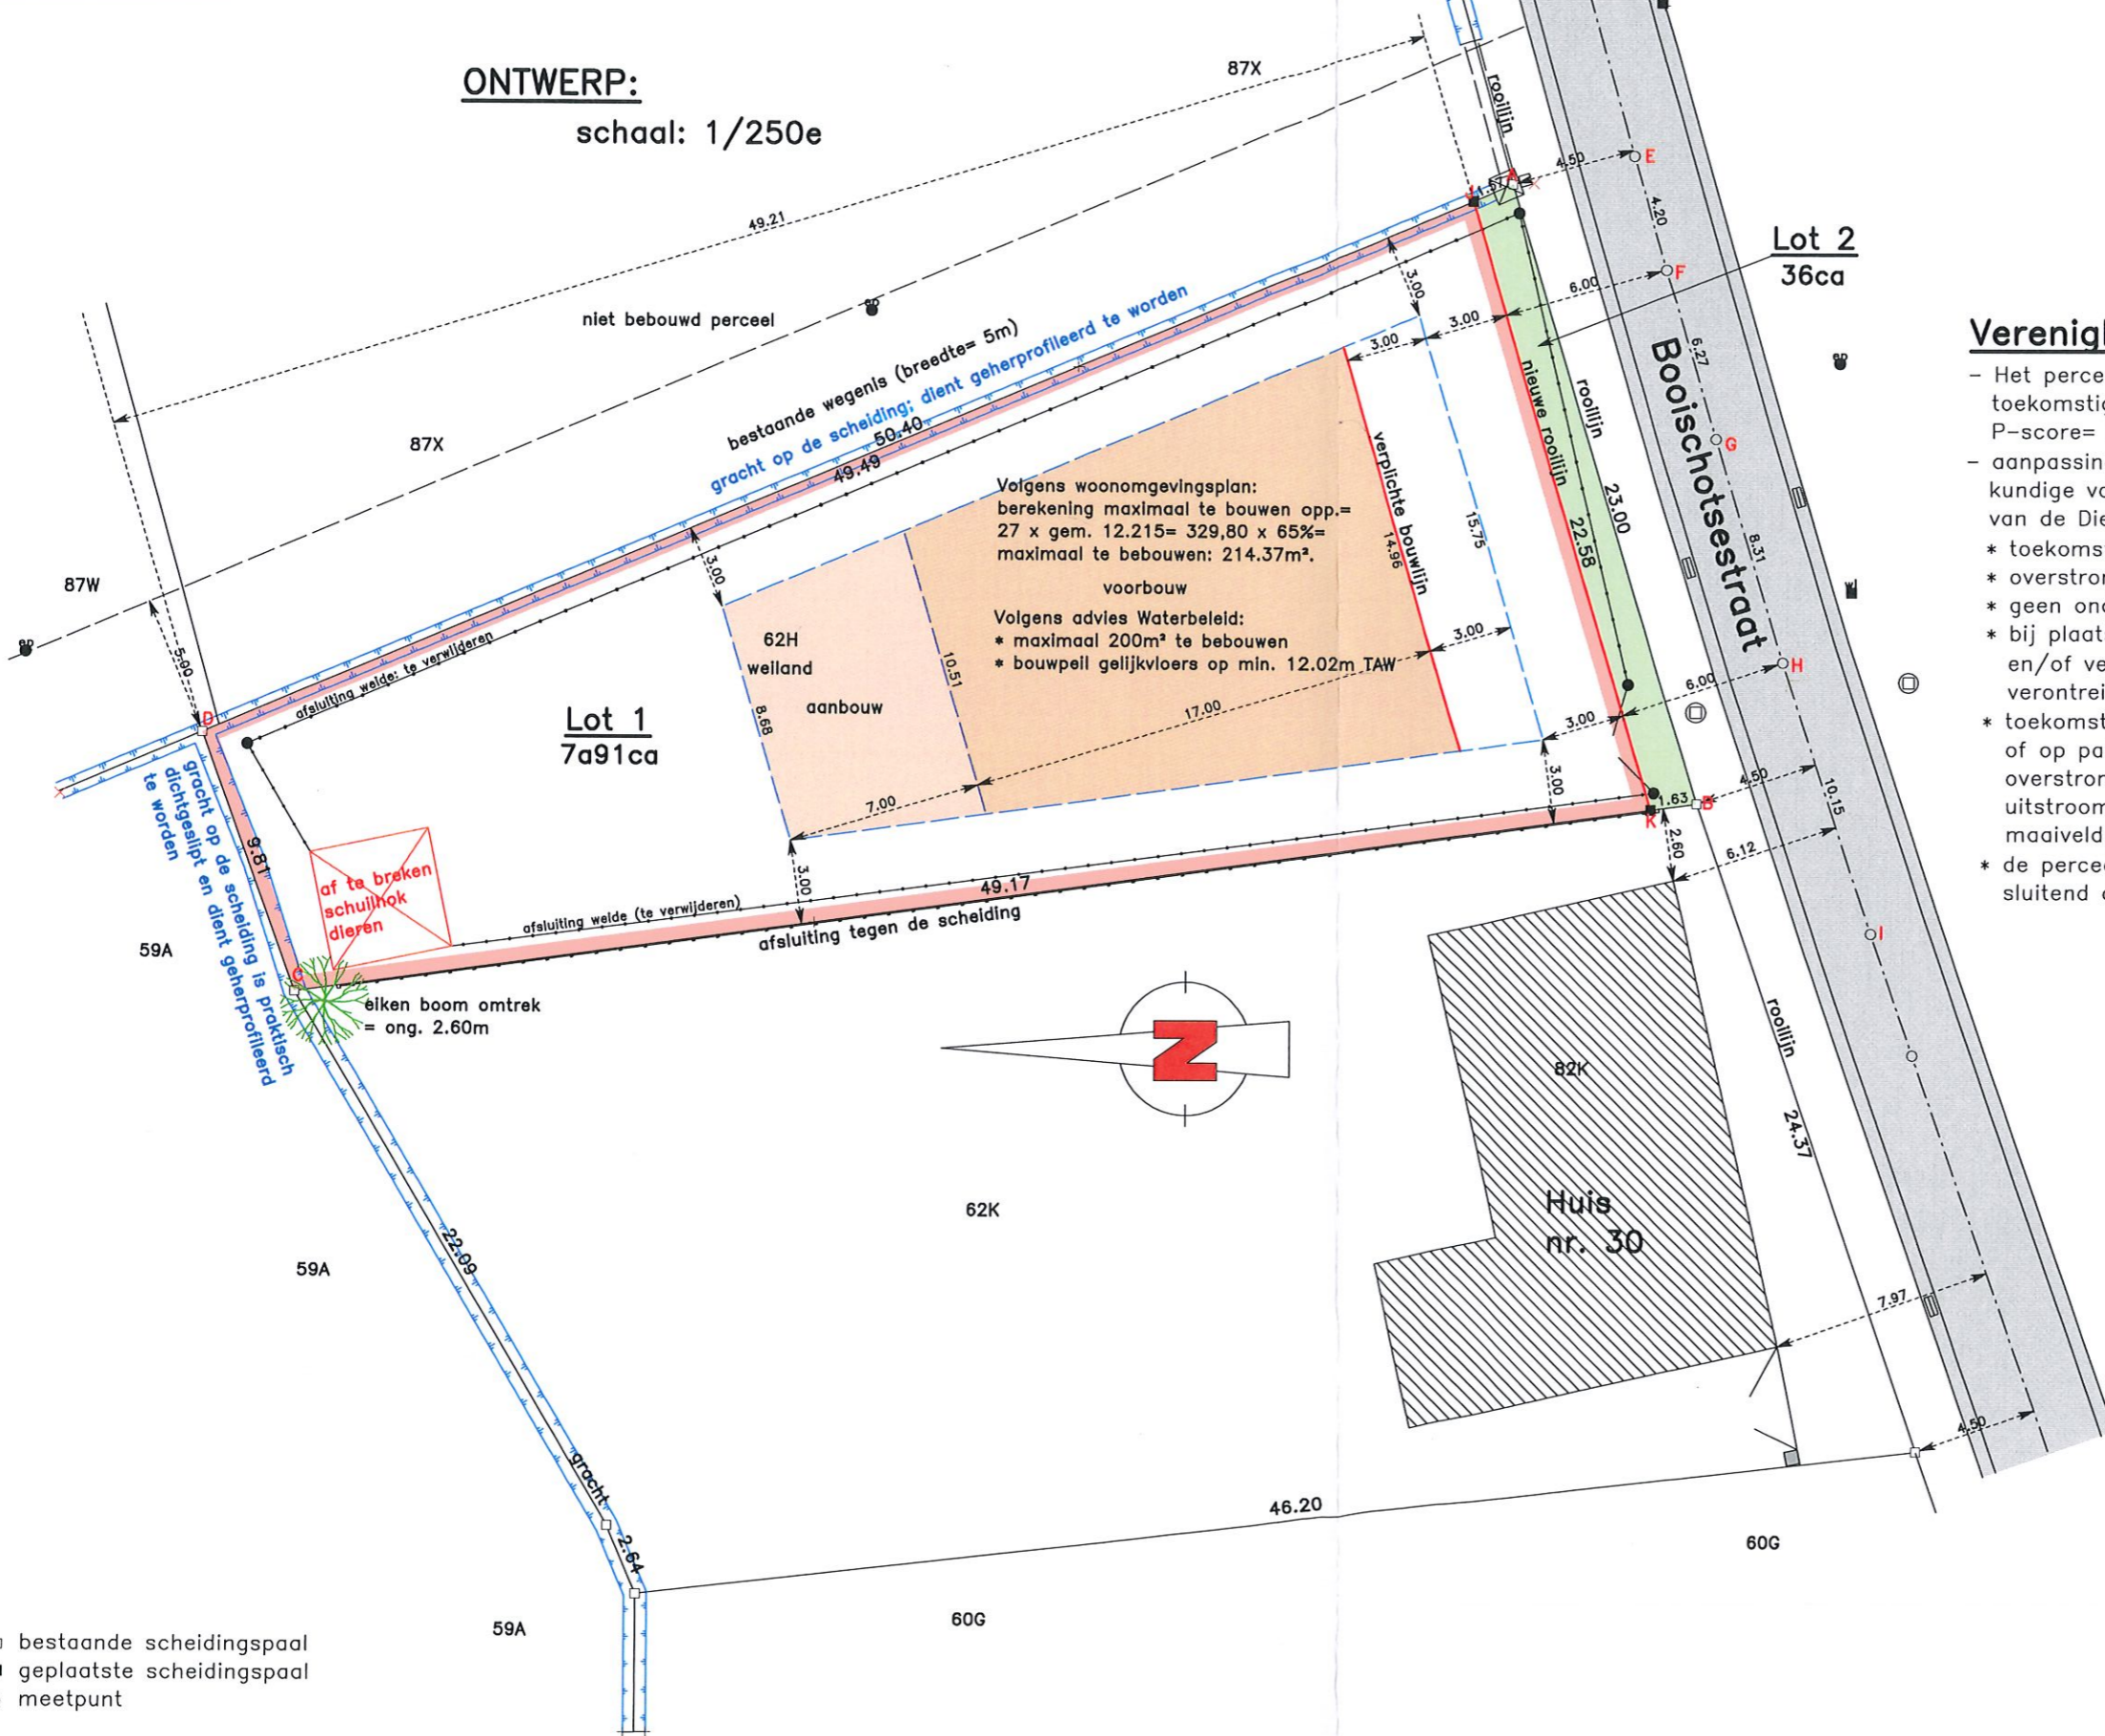 ONTWERP:
schaal: 1/250e
87X
rooilijn
49.21
niet bebouwd perceel
87X
87W
5.00
bestaande wegenis (breedte= 5m)
gracht op de scheiding; dient geherprofileerd te worden
50.40
49.49
afsluiting weide: te verwijderen
A
4.50
E
4.20
F
6.27
G
8.31
H
10.15
I
Lot 2
36ca
Booischotsestraat
rooilijn
23.00
nieuwe rooilijn
22.58
3.00
3.00
3.00
6.00
15.75
verplichte bouwlijn
14.96
Volgens woonomgevingsplan:
berekening maximaal te bouwen opp.=
27 x gem. 12.215= 329,80 x 65%=
maximaal te bebouwen: 214.37m².
voorbouw
Volgens advies Waterbeleid:
* maximaal 200m² te bebouwen
* bouwpeil gelijkvloers op min. 12.02m TAW
3.00
3.00
62H
weiland
aanbouw
8.68
10.51
17.00
7.00
3.00
6.00
3.00
3.00
Lot 1
7a91ca
D
9.81
gracht op de scheiding is praktisch
dichtgeslipt en dient geherprofileerd
te worden
af te breken
schuilhok
dieren
C
eiken boom omtrek
= ong. 2.60m
afsluiting weide (te verwijderen)
49.17
afsluiting tegen de scheiding
K
1.63
B
4.50
2.60
6.12
59A
59A
22.09
gracht
2.64
59A
62K
N
82K
Huis
nr. 30
rooilijn
24.37
7.97
4.50
46.20
60G
60G
Verenig
- Het perce
toekomstig
P-score=
- aanpassin
kundige vo
van de Die
* toekomst
* overstron
* geen ond
* bij plaat
en/of ve
verontrei
* toekomst
of op pa
overstron
uitstroom
maaiveld
* de percee
sluitend
bestaande scheidingspaal
geplaatste scheidingspaal
meetpunt